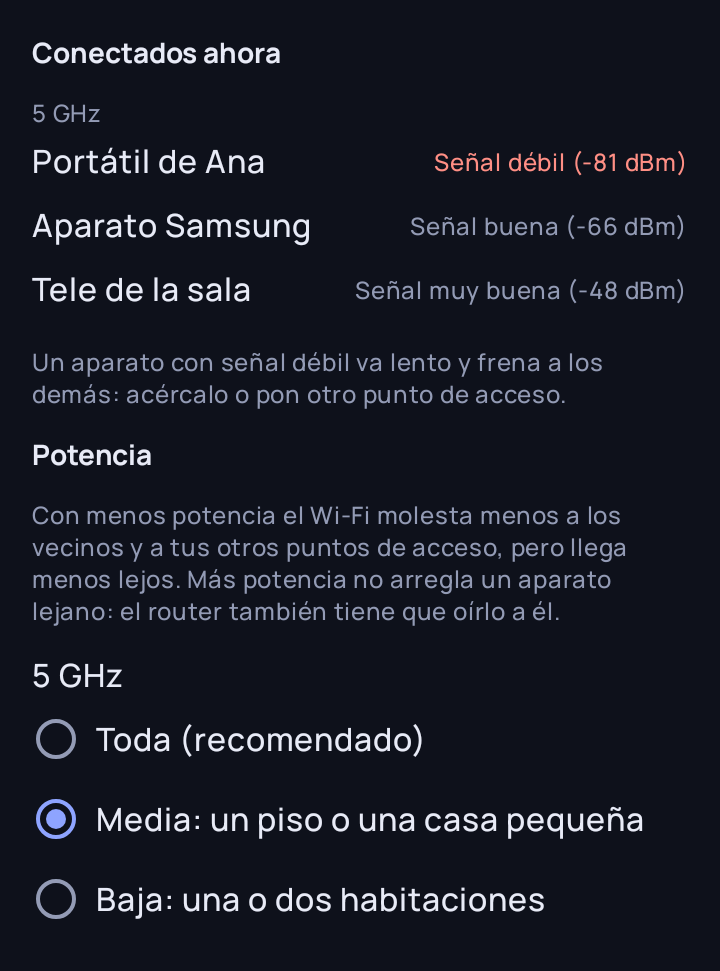 Conectados ahora
5 GHz
Portátil de Ana Señal débil (-81 dBm)
Aparato Samsung Señal buena (-66 dBm)
Tele de la sala Señal muy buena (-48 dBm)
Un aparato con señal débil va lento y frena a los
demás: acércalo o pon otro punto de acceso.
Potencia
Con menos potencia el Wi-Fi molesta menos a los
vecinos y a tus otros puntos de acceso, pero llega
menos lejos. Más potencia no arregla un aparato
lejano: el router también tiene que oírlo a él.
5 GHz
Toda (recomendado)
Media: un piso o una casa pequeña
Baja: una o dos habitaciones